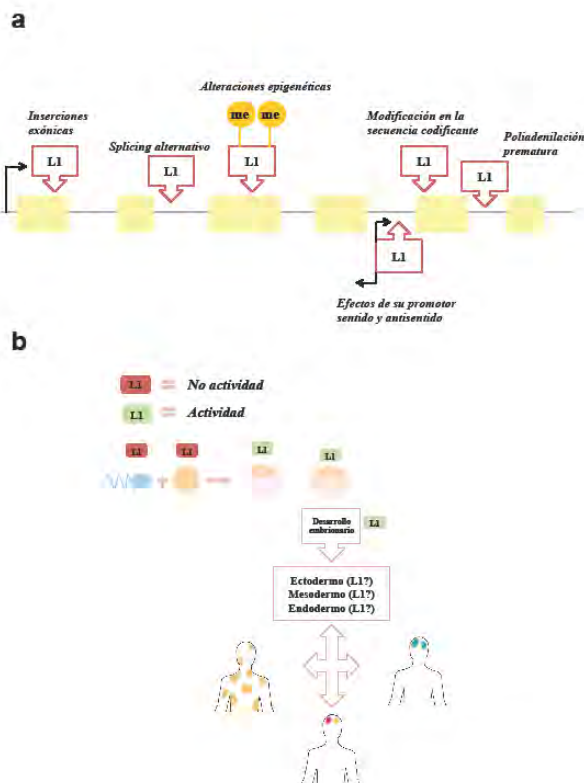 a
Alteraciones epigenéticas
me me
Inserciones
exónicas
Splicing alternativo
Modificación en la
secuencia codificante
Poliadenilación
prematura
L1
L1
L1
L1
L1
L1
Efectos de su promotor
sentido y antisentido
b
L1 = No actividad
L1 = Actividad
L1 L1 L1 L1
+
Desarrollo
embrionario
L1
Ectodermo (L1?)
Mesodermo (L1?)
Endodermo (L1?)